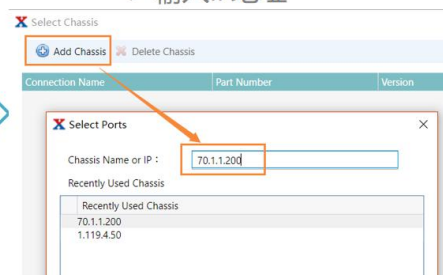 Select Chassis
Add Chassis Delete Chassis
Connection Name Part Number Version
Select Ports
Chassis Name or IP：
70.1.1.200
Recently Used Chassis
Recently Used Chassis
70.1.1.200
1.119.4.50